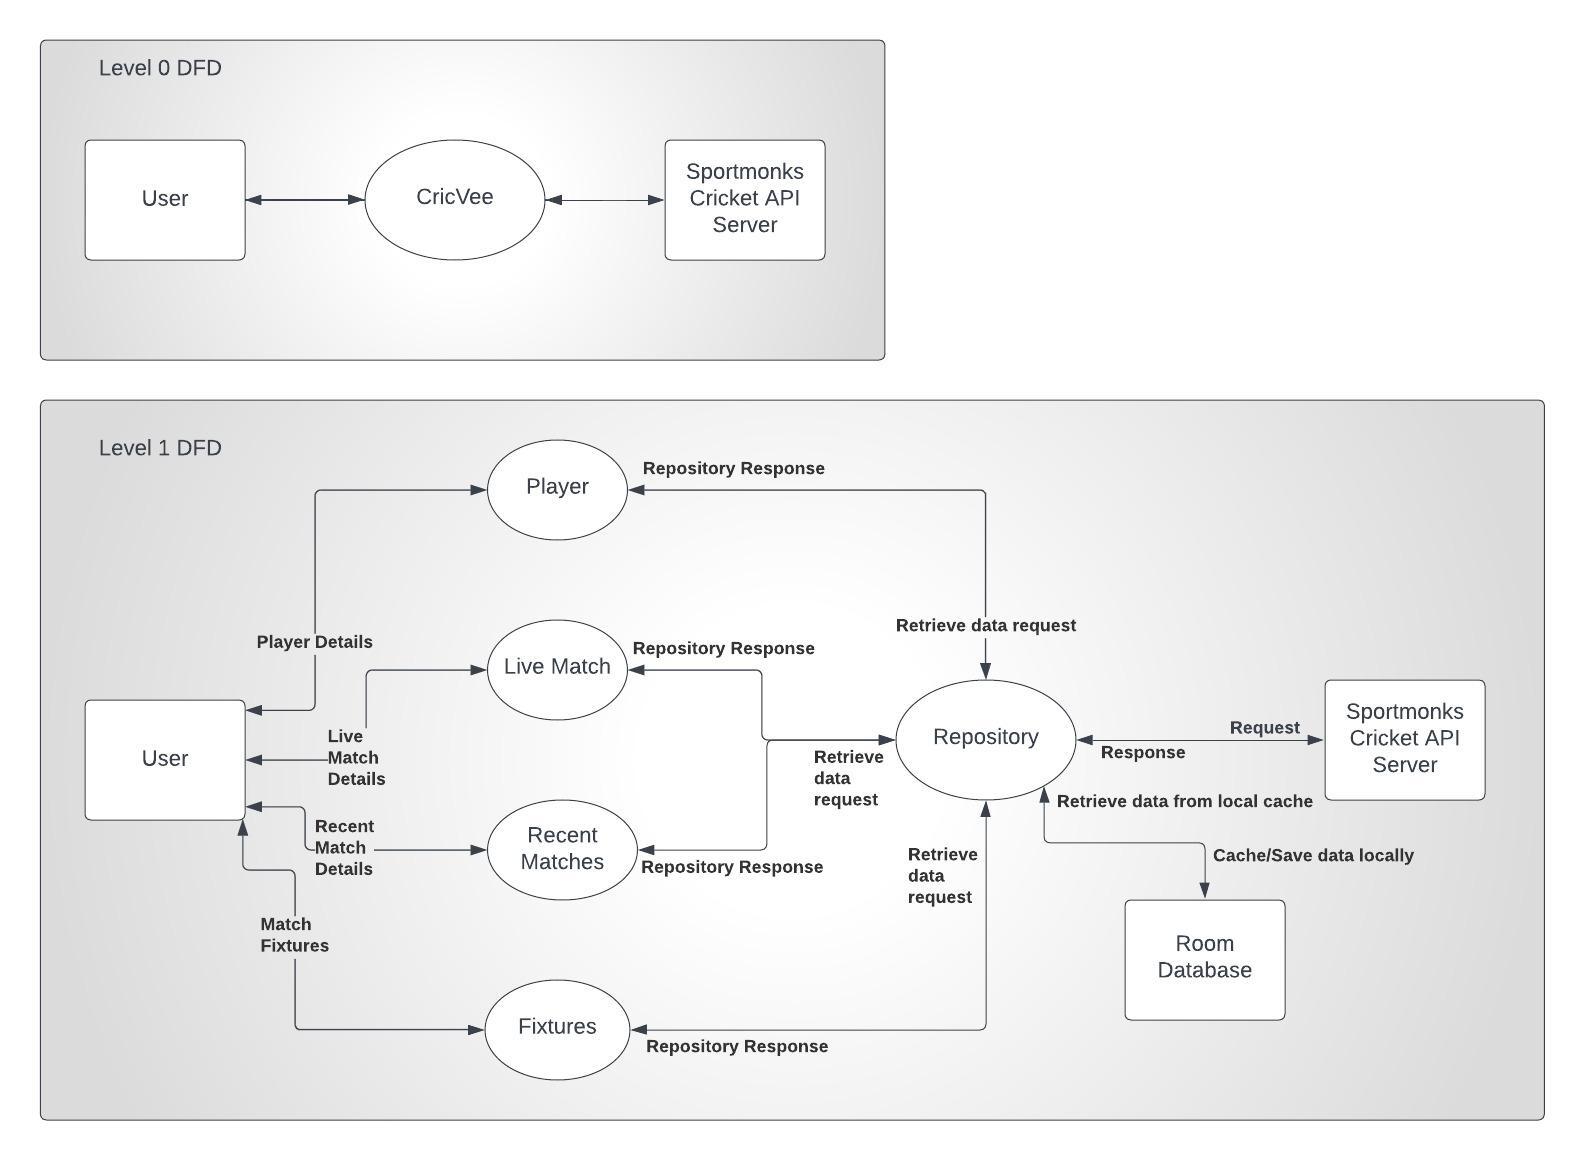 Level 0 DFD
User
CricVee
Sportmonks
Cricket API
Server
Level 1 DFD
Player
Repository Response
Retrieve data request
Player Details
Live Match
Repository Response
User
Live
Match
Details
Retrieve
data
request
Repository
Request
Response
Sportmonks
Cricket API
Server
Retrieve data from local cache
Cache/Save data locally
Recent
Match
Details
Recent
Matches
Repository Response
Retrieve
data
request
Match
Fixtures
Room
Database
Fixtures
Repository Response